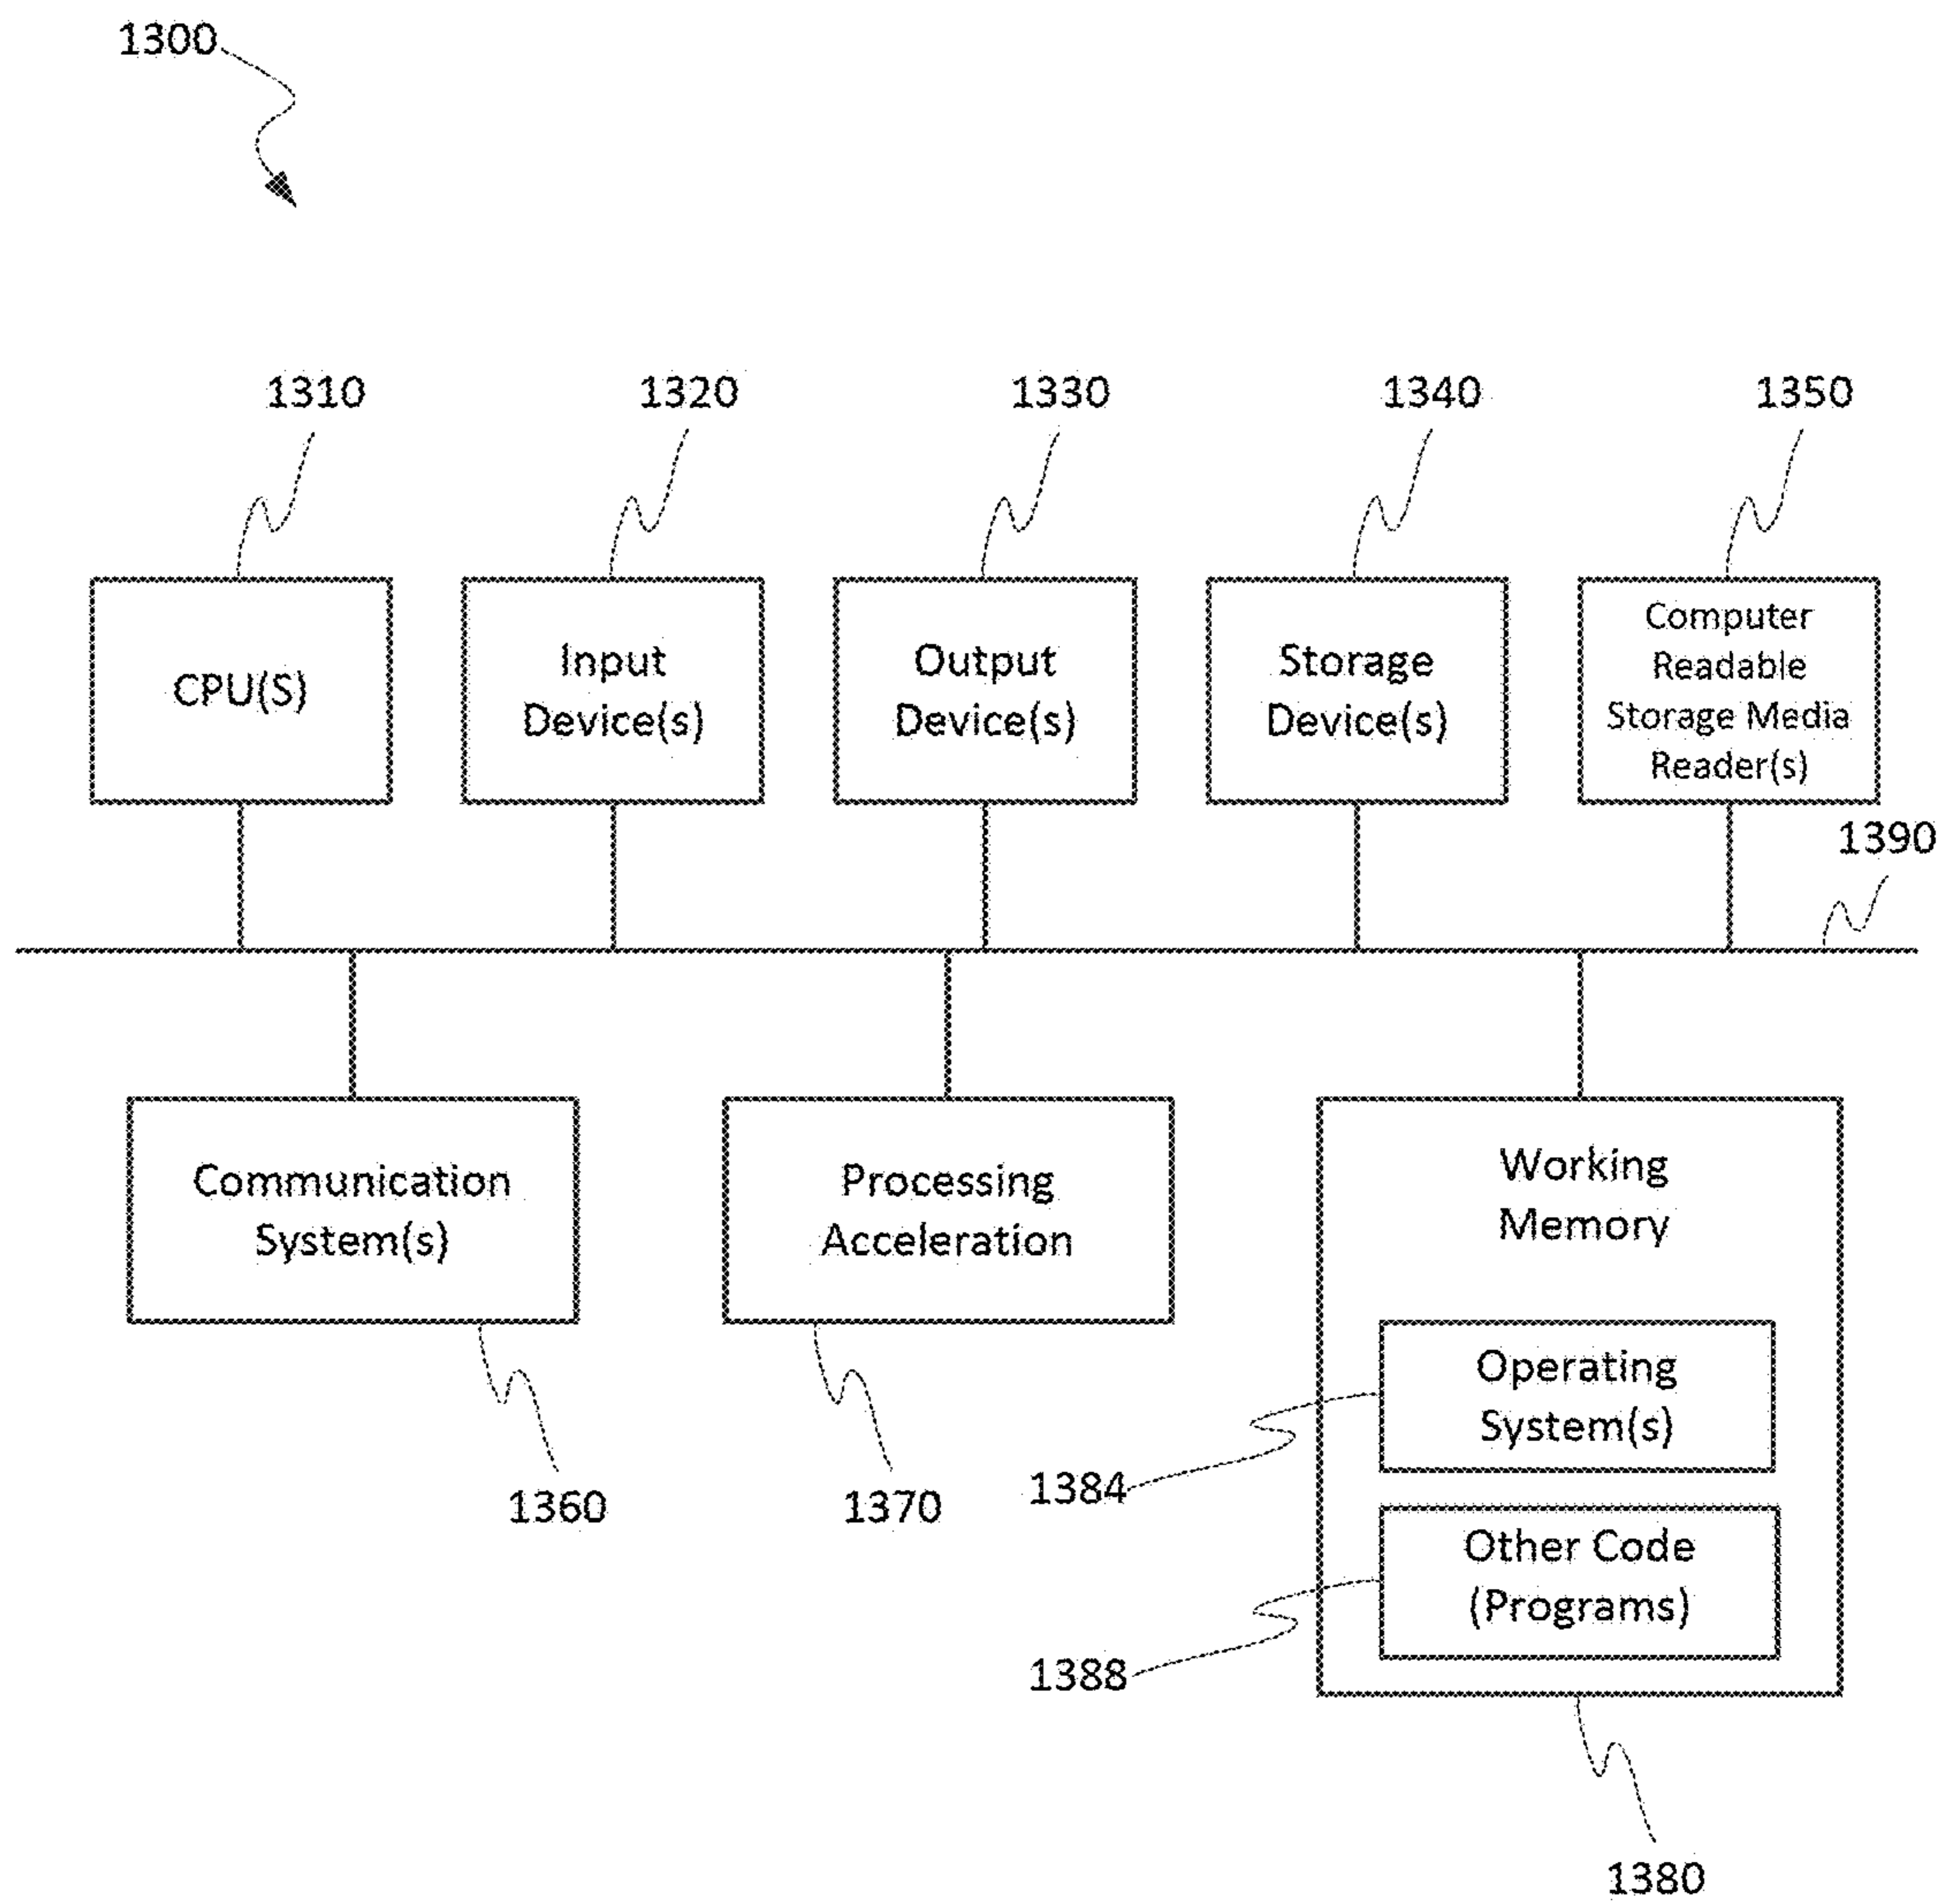 1300
1310
1320
1330
1340
1350
CPU(S)
Input
Device(s)
Output
Device(s)
Storage
Device(s)
Computer
Readable
Storage Media
Reader(s)
1390
Communication
System(s)
Processing
Acceleration
Working
Memory
Operating
System(s)
1384
Other Code
(Programs)
1388
1360
1370
1380